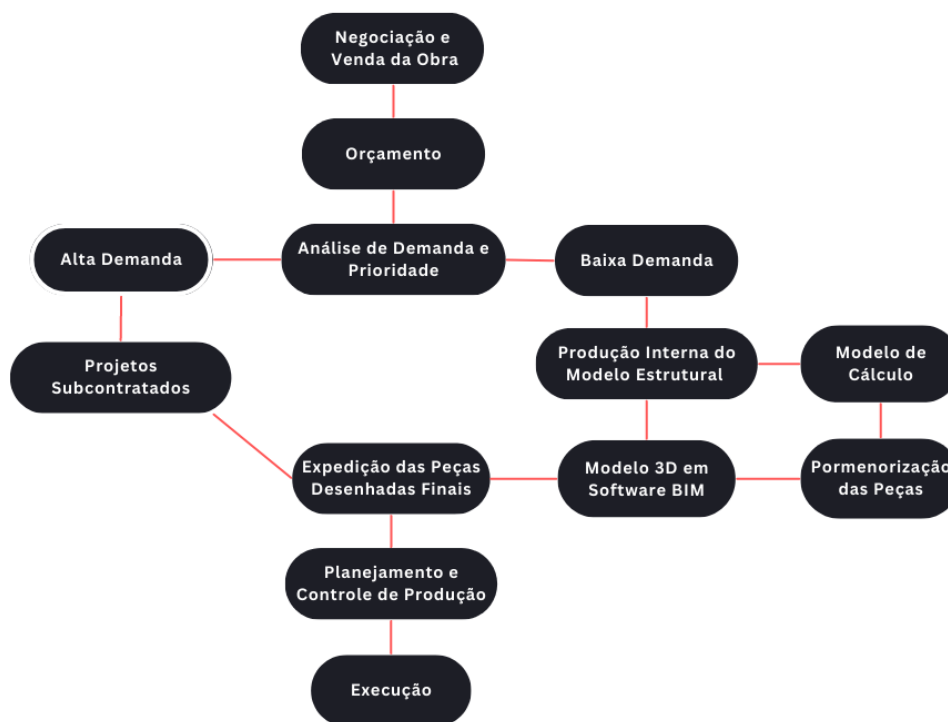 Negociação e
Venda da Obra
Orçamento
Alta Demanda
Análise de Demanda e
Prioridade
Baixa Demanda
Projetos
Subcontratados
Produção Interna do
Modelo Estrutural
Modelo de
Cálculo
Expedição das Peças
Desenhadas Finais
Modelo 3D em
Software BIM
Pormenorização
das Peças
Planejamento e
Controle de Produção
Execução